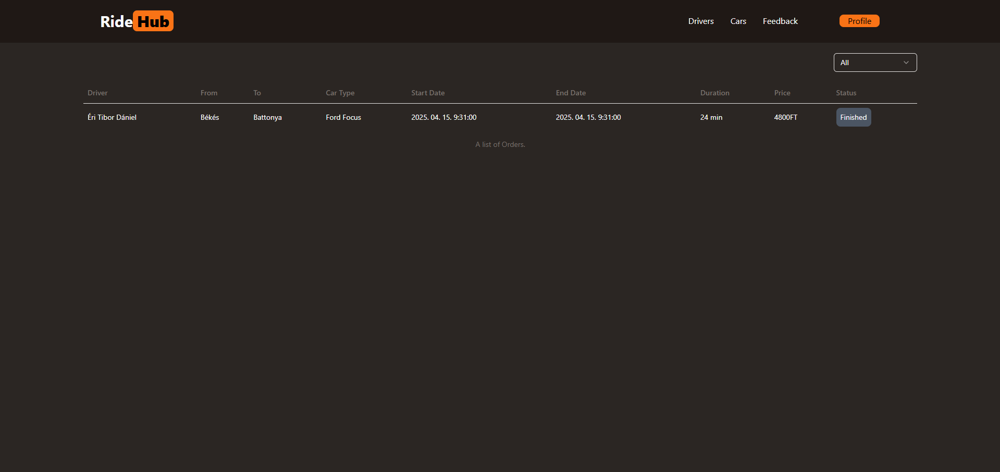 Ride Hub Drivers Cars Feedback Profile
All
Driver From To Car Type Start Date End Date Duration Price Status
Éri Tibor Dániel Békés Battonya Ford Focus 2025. 04. 15. 9:31:00 2025. 04. 15. 9:31:00 24 min 4800FT Finished
A list of Orders.